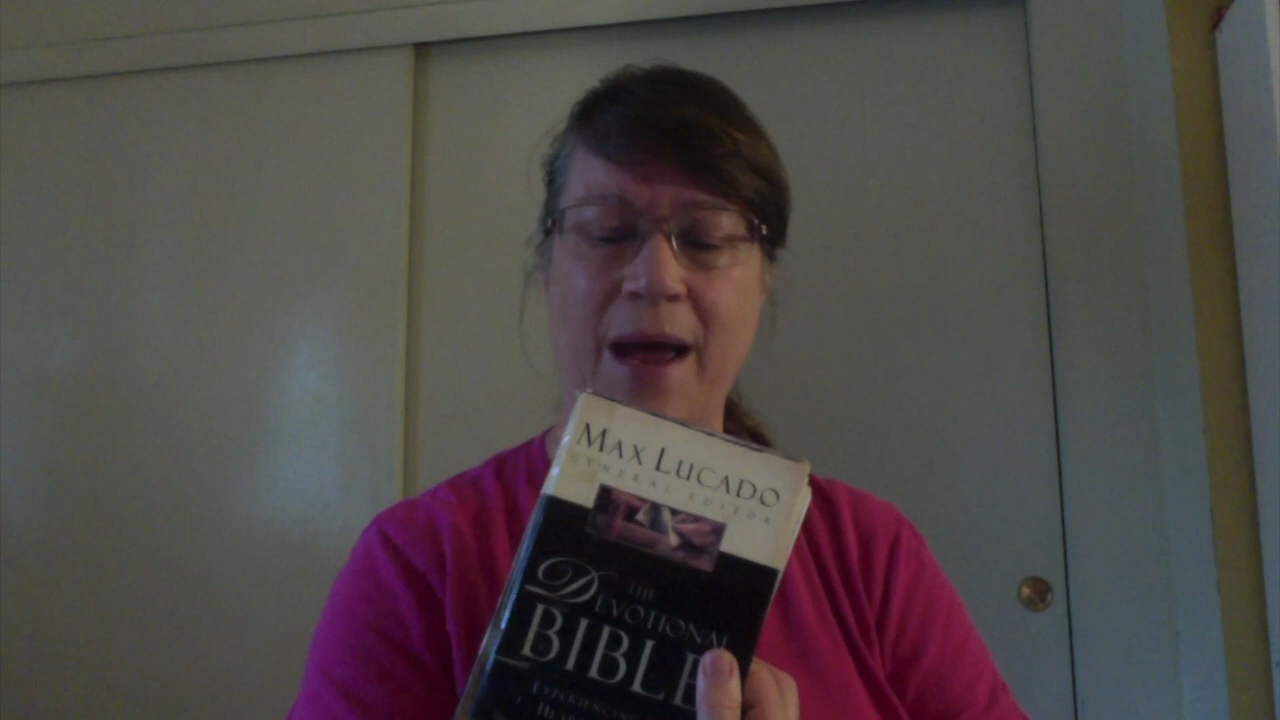 MAX LUCADO
GENERAL EDITOR
THE
DEVOTIONAL
BIBLE